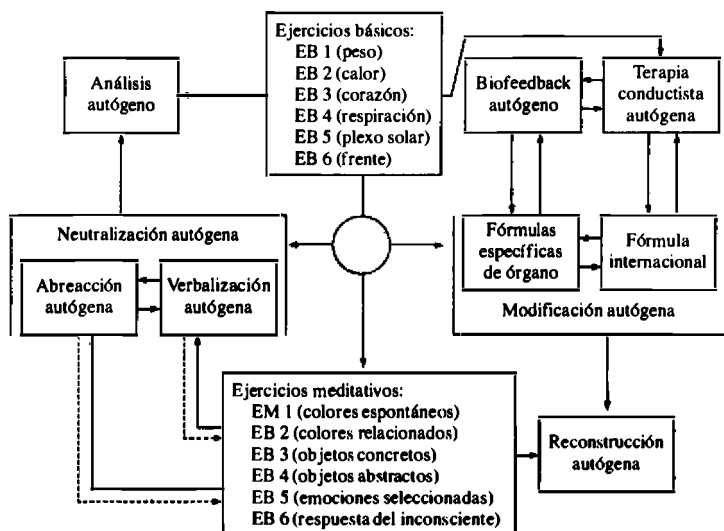 Ejercicios básicos:
EB 1 (peso)
EB 2 (calor)
EB 3 (corazón)
EB 4 (respiración)
EB 5 (plexo solar)
EB 6 (frente)
Análisis
autógeno
Biofeedback
autógeno
Terapia
conductista
autógena
Neutralización autógena
Abreacción
autógena
Verbalización
autógena
Fórmulas
específicas
de órgano
Fórmula
internacional
Modificación autógena
Ejercicios meditativos:
EM 1 (colores espontáneos)
EB 2 (colores relacionados)
EB 3 (objetos concretos)
EB 4 (objetos abstractos)
EB 5 (emociones seleccionadas)
EB 6 (respuesta del inconsciente)
Reconstrucción
autógena